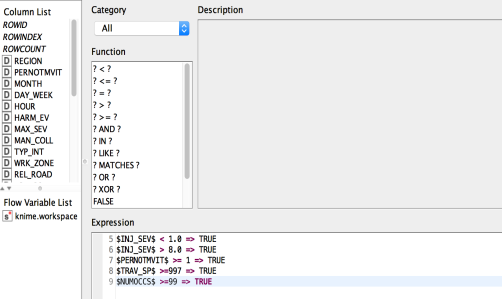 Column List
ROWID
ROWINDEX
ROWCOUNT
D REGION
D PERNOTMVIT
D MONTH
D DAY_WEEK
D HOUR
D HARM_EV
D MAX_SEV
D MAN_COLL
D TYP_INT
D WRK_ZONE
D REL_ROAD
Flow Variable List
s knime.workspace
Category
All
Function
? < ?
? <= ?
? = ?
? > ?
? >= ?
? AND ?
? IN ?
? LIKE ?
? MATCHES ?
? OR ?
? XOR ?
FALSE
Description
Expression
5 $INJ_SEV$ < 1.0 => TRUE
6 $INJ_SEV$ > 8.0 => TRUE
7 $PERNOTMVIT$ >= 1 => TRUE
8 $TRAV_SP$ >=997 => TRUE
9 $NUMOCCS$ >=99 => TRUE